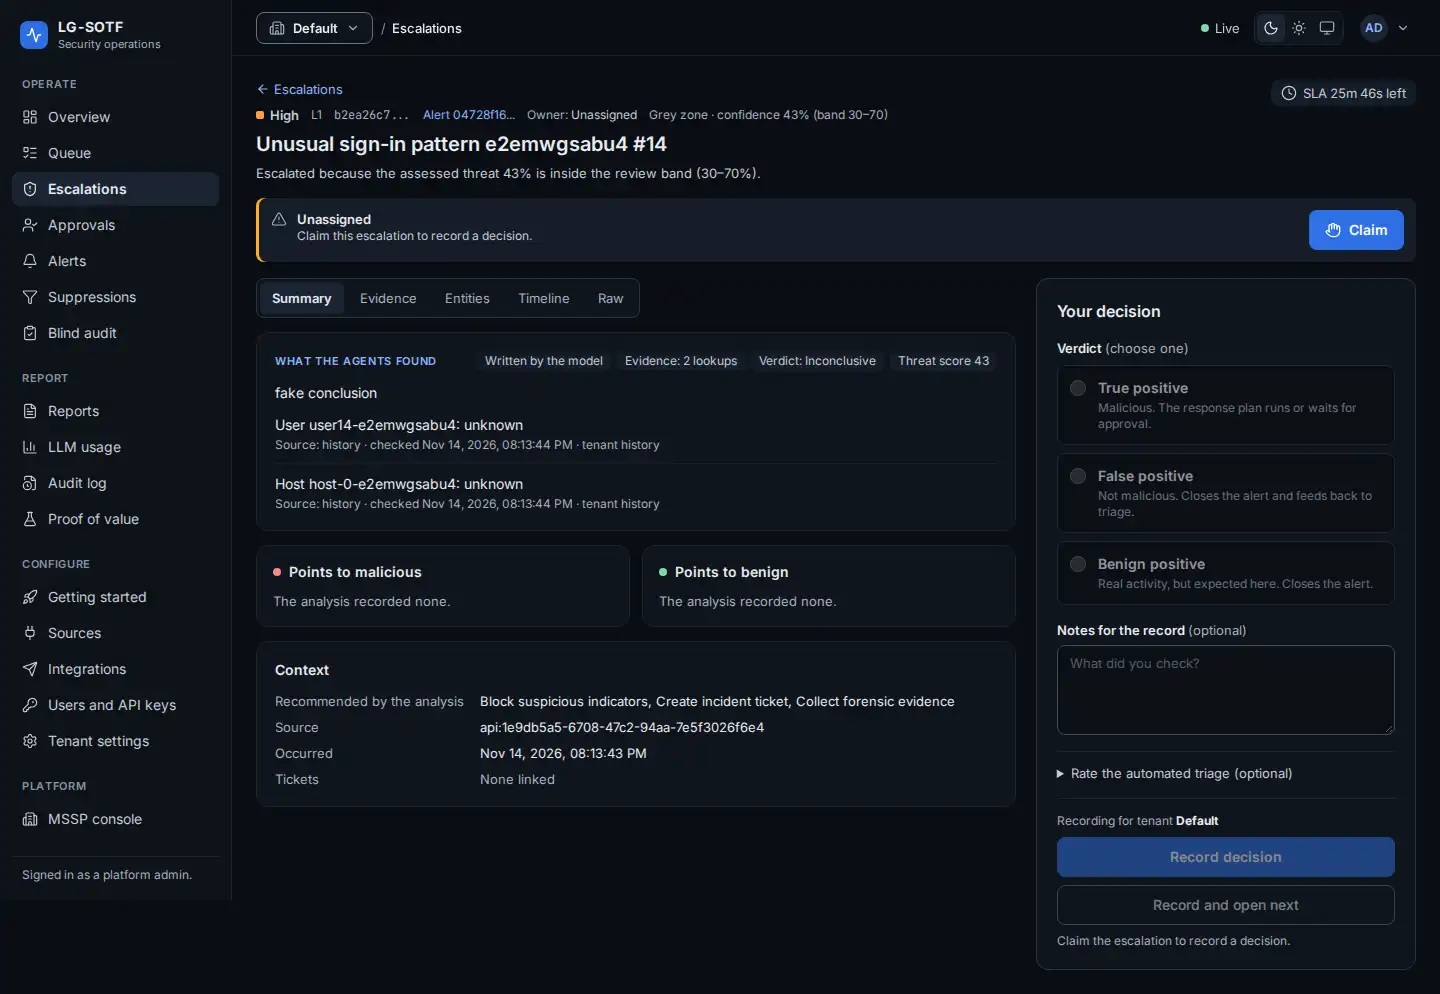 LG-SOTF
Security operations
OPERATE
Overview
Queue
Escalations
Approvals
Alerts
Suppressions
Blind audit
REPORT
Reports
LLM usage
Audit log
Proof of value
CONFIGURE
Getting started
Sources
Integrations
Users and API keys
Tenant settings
PLATFORM
MSSP console
Signed in as a platform admin.
Default / Escalations
Live
AD
Escalations
SLA 25m 46s left
High L1 b2ea26c7... Alert 04728f16... Owner: Unassigned Grey zone · confidence 43% (band 30–70)
Unusual sign-in pattern e2emwgsabu4 #14
Escalated because the assessed threat 43% is inside the review band (30–70%).
Unassigned
Claim this escalation to record a decision.
Claim
Summary Evidence Entities Timeline Raw
WHAT THE AGENTS FOUND Written by the model Evidence: 2 lookups Verdict: Inconclusive Threat score 43
fake conclusion
User user14-e2emwgsabu4: unknown
Source: history · checked Nov 14, 2026, 08:13:44 PM · tenant history
Host host-0-e2emwgsabu4: unknown
Source: history · checked Nov 14, 2026, 08:13:44 PM · tenant history
Points to malicious
The analysis recorded none.
Points to benign
The analysis recorded none.
Context
Recommended by the analysis Block suspicious indicators, Create incident ticket, Collect forensic evidence
Source api:1e9db5a5-6708-47c2-94aa-7e5f3026f6e4
Occurred Nov 14, 2026, 08:13:43 PM
Tickets None linked
Your decision
Verdict (choose one)
True positive
Malicious. The response plan runs or waits for
approval.
False positive
Not malicious. Closes the alert and feeds back to
triage.
Benign positive
Real activity, but expected here. Closes the alert.
Notes for the record (optional)
What did you check?
Rate the automated triage (optional)
Recording for tenant Default
Record decision
Record and open next
Claim the escalation to record a decision.